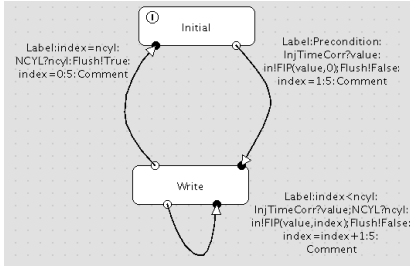 I
Initial
Label:index=ncyl:
NCYL?ncyl:Flush!True:
index=0:5:Comment
Label:Precondition:
InjTimeCorr?value:
in!FIP(value,0);Flush!False:
index=1:5:Comment
Write
Label:index<ncyl:
InjTimeCorr?value;NCYL?ncyl:
in!FIP(value,index);Flush!False:
index=index+1:5:
Comment